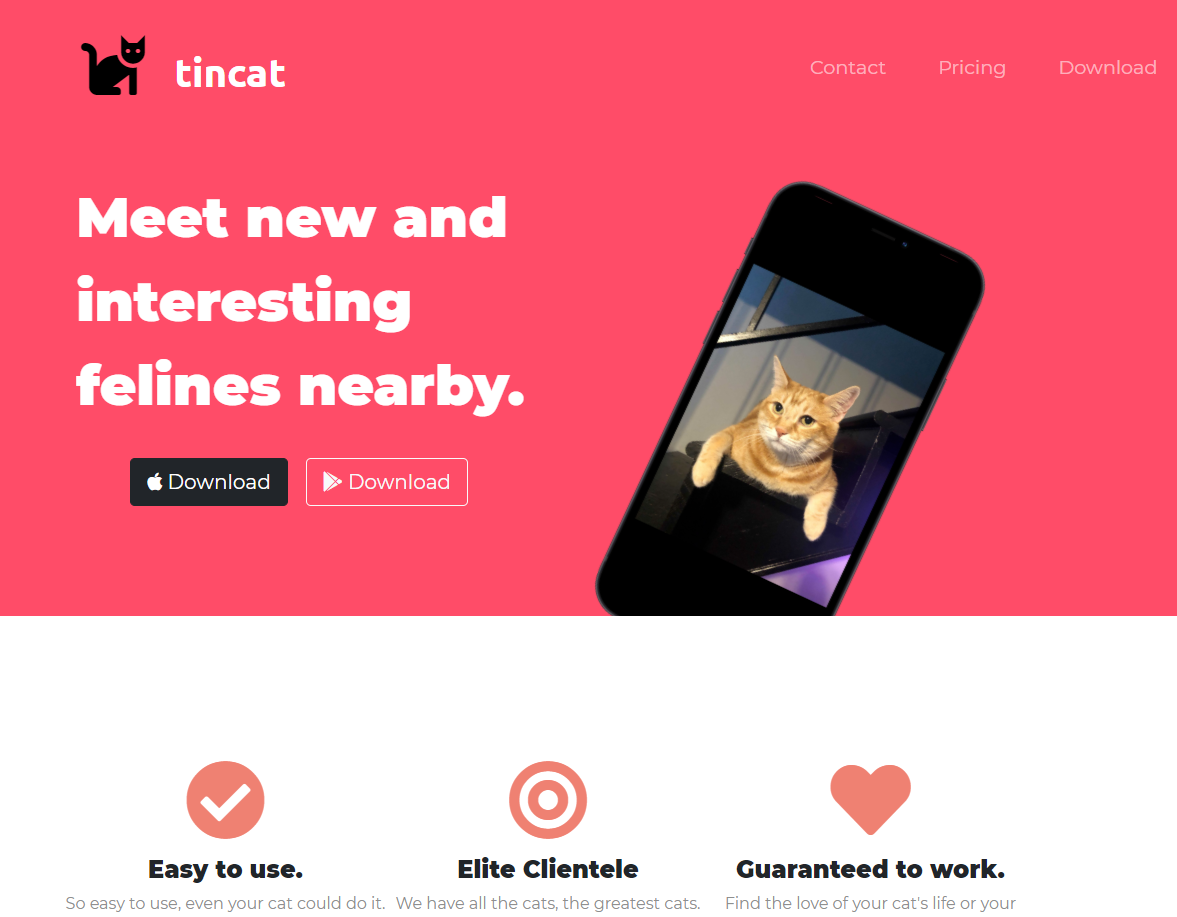 tincat
Contact Pricing Download
Meet new and
interesting
felines nearby.
Download Download
Easy to use. Elite Clientele Guaranteed to work.
So easy to use, even your cat could do it. We have all the cats, the greatest cats. Find the love of your cat's life or your